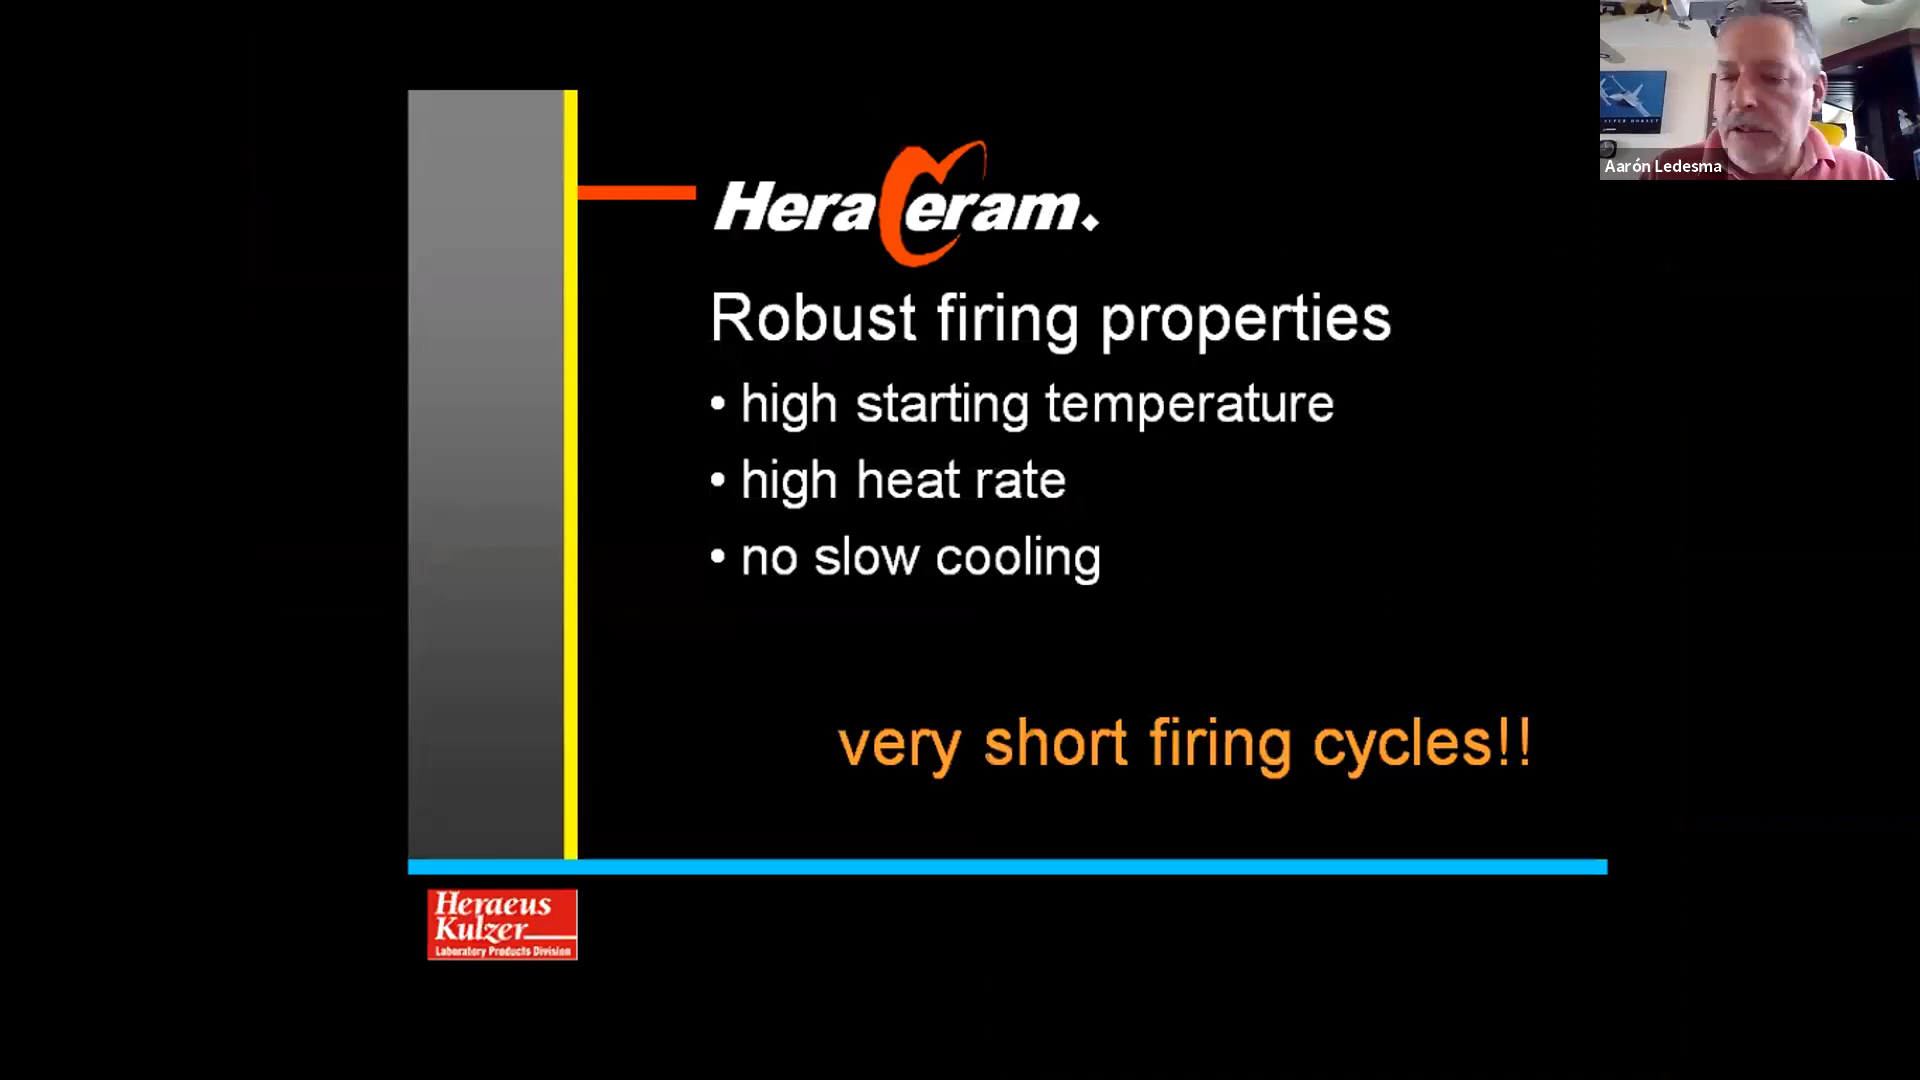 HeraCeram.
Robust firing properties
• high starting temperature
• high heat rate
• no slow cooling
very short firing cycles!!
Heraeus
Kulzer
Laboratory Products Division
Aarón Ledesma